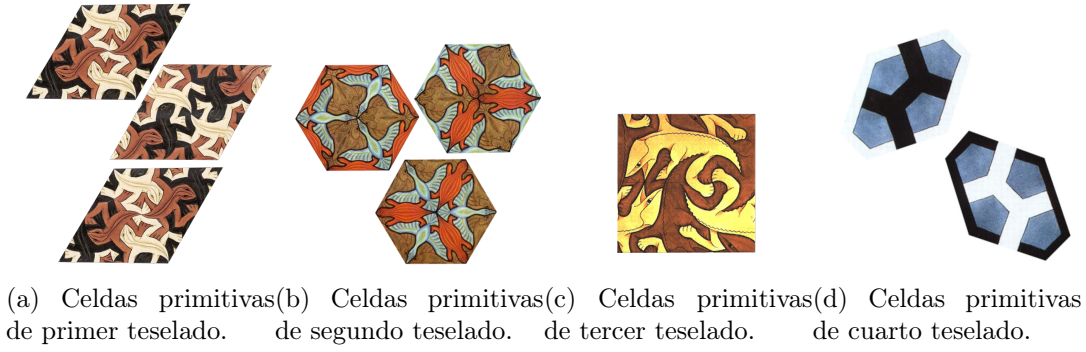 (a) Celdas primitivas de primer teselado.
(b) Celdas primitivas de segundo teselado.
(c) Celdas primitivas de tercer teselado.
(d) Celdas primitivas de cuarto teselado.